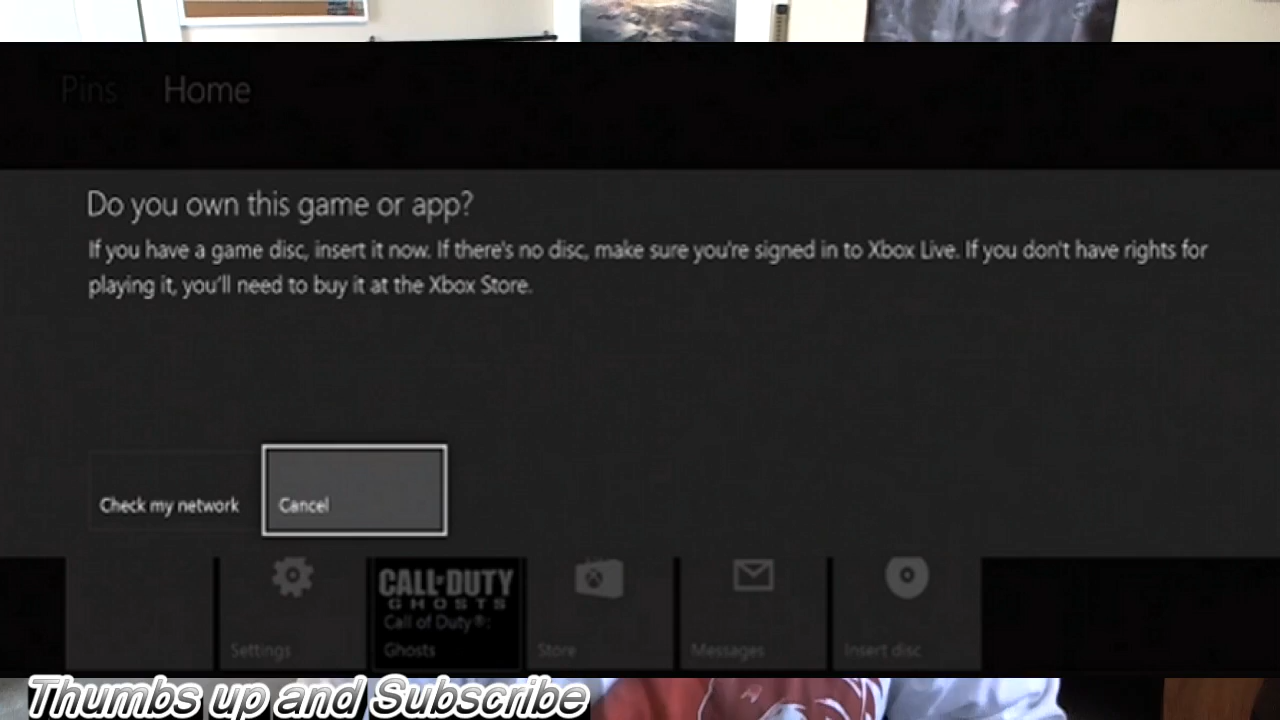 Pins Home
Do you own this game or app?
If you have a game disc, insert it now. If there's no disc, make sure you're signed in to Xbox Live. If you don't have rights for
playing it, you'll need to buy it at the Xbox Store.
Check my network
Cancel
CALL OF DUTY
GHOSTS
Call of Duty®:
Ghosts
Settings
Store
Messages
Insert disc
Thumbs up and Subscribe